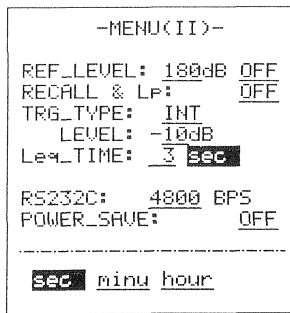 -MENU(II)-
REF_LEVEL: 180dB OFF
RECALL & Lp: OFF
TRG_TYPE: INT
LEVEL: -10dB
Leq_TIME: 3 sec
RS232C: 4800 BPS
POWER_SAVE: OFF
sec minu hour